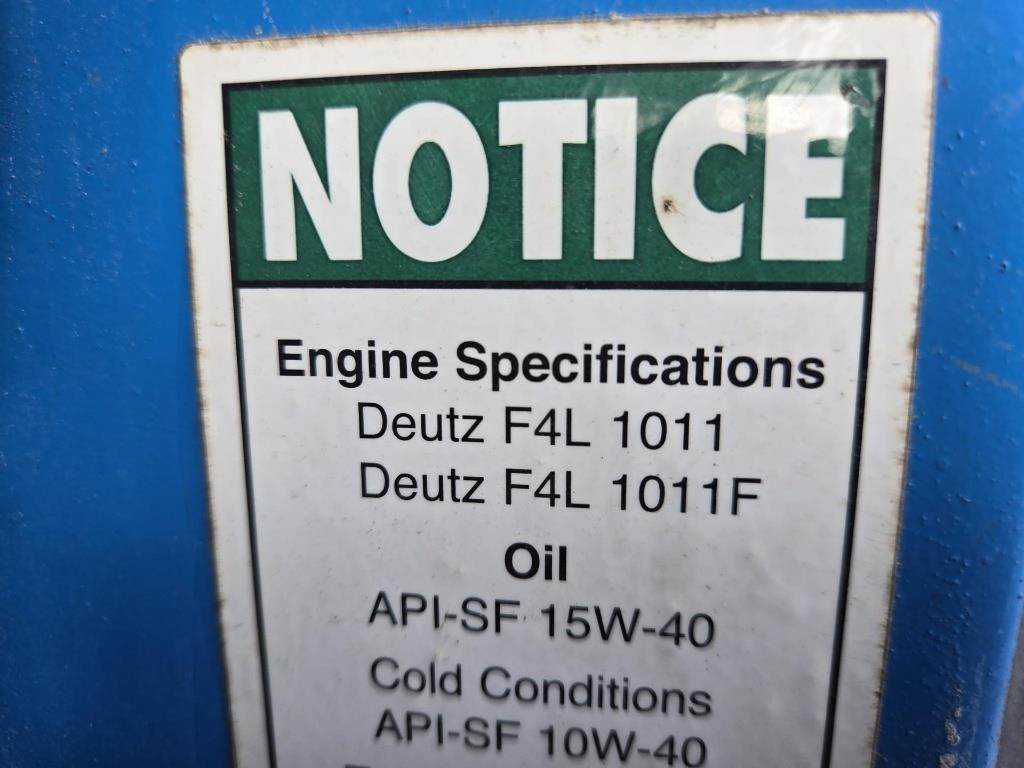 NOTICE
Engine Specifications
Deutz F4L 1011
Deutz F4L 1011F
Oil
API-SF 15W-40
Cold Conditions
API-SF 10W-40